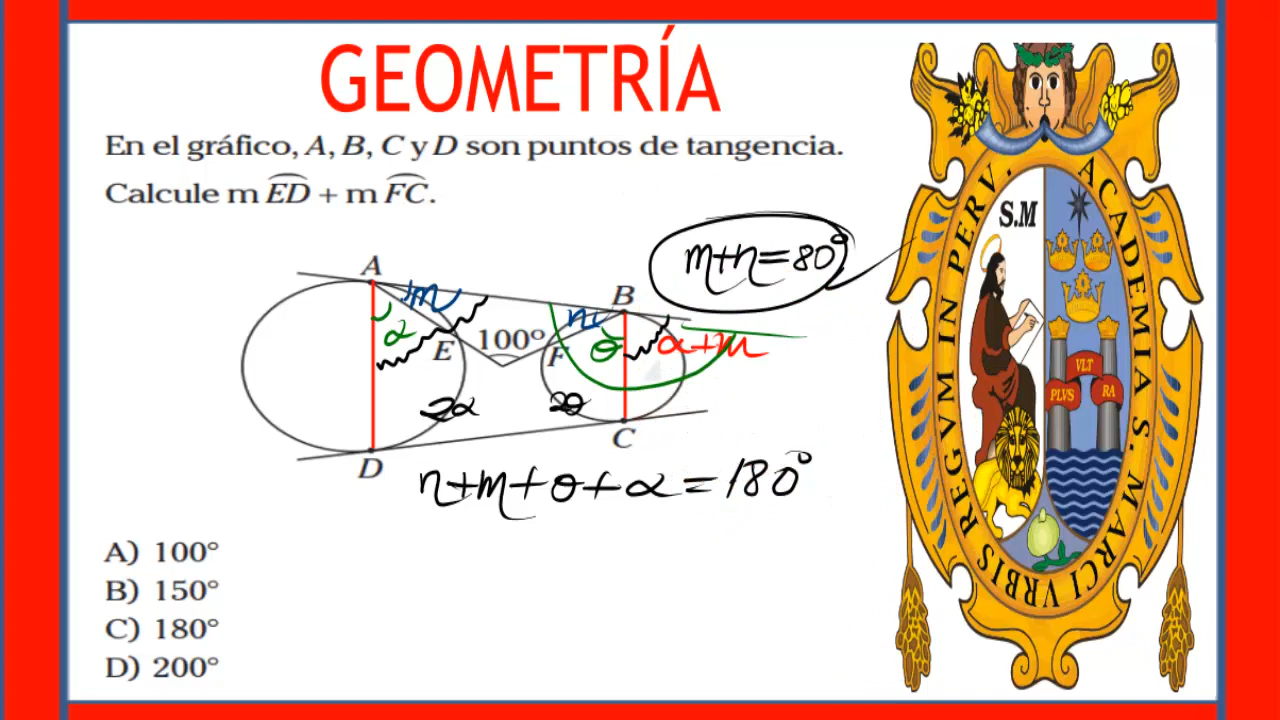 GEOMETRÍA
En el gráfico, A, B, C y D son puntos de tangencia.
Calcule m ED + m FC.
m+n=80°
A
m
B
n
α
E
100°
F
θ
α+m
2α
2θ
D
C
n+m+θ+α=180°
A) 100°
B) 150°
C) 180°
D) 200°
ACADEMIA S. MARCI VRBIS REGVM IN PERV.
S.M
PLVS
VLT
RA